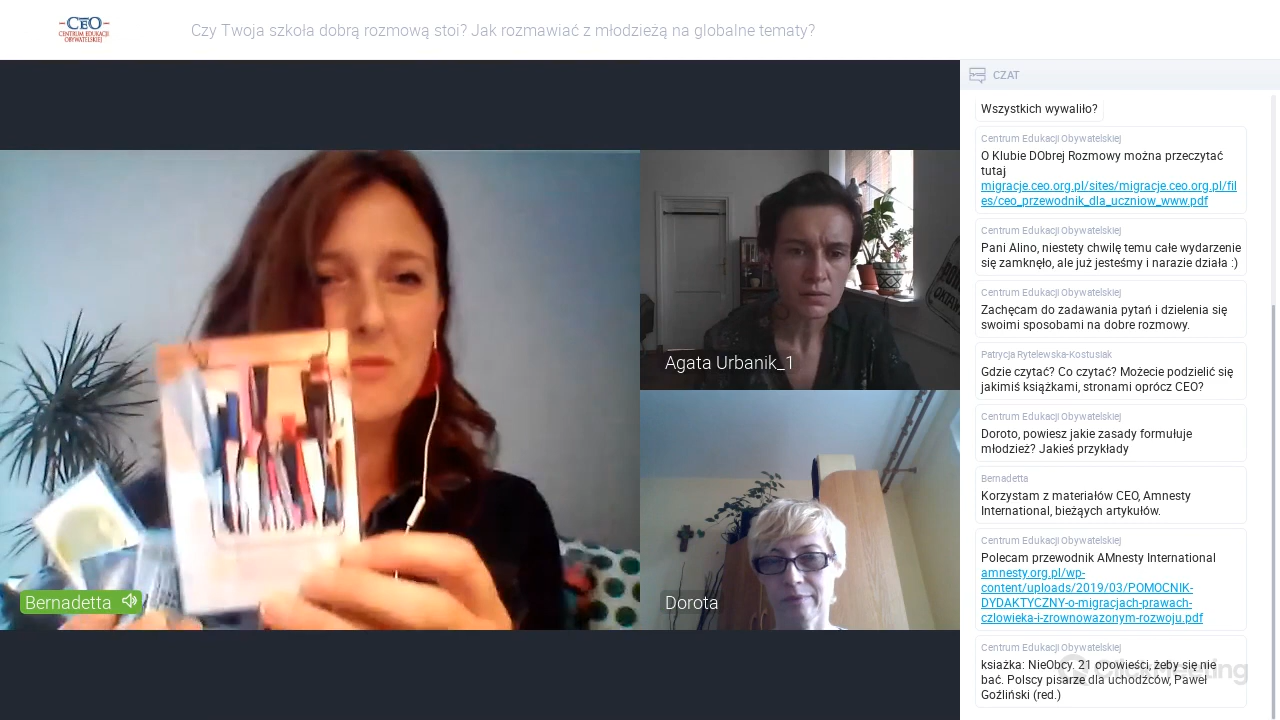 CEO
CENTRUM EDUKACJI
OBYWATELSKIEJ
Czy Twoja szkoła dobrą rozmową stoi? Jak rozmawiać z młodzieżą na globalne tematy?
Agata Urbanik_1
Bernadetta
Dorota
CZAT
Wszystkich wywaliło?
Centrum Edukacji Obywatelskiej
O Klubie DObrej Rozmowy można przeczytać
tutaj
migracje.ceo.org.pl/sites/migracje.ceo.org.pl/fil
es/ceo_przewodnik_dla_uczniow_www.pdf
Centrum Edukacji Obywatelskiej
Pani Alino, niestety chwilę temu całe wydarzenie
się zamknęło, ale już jesteśmy i narazie działa :)
Centrum Edukacji Obywatelskiej
Zachęcam do zadawania pytań i dzielenia się
swoimi sposobami na dobre rozmowy.
Patrycja Rytelewska-Kostusiak
Gdzie czytać? Co czytać? Możecie podzielić się
jakimiś książkami, stronami oprócz CEO?
Centrum Edukacji Obywatelskiej
Doroto, powiesz jakie zasady formułuje
młodzież? Jakieś przykłady
Bernadetta
Korzystam z materiałów CEO, Amnesty
International, bieżących artykułów.
Centrum Edukacji Obywatelskiej
Polecam przewodnik AMnesty International
amnesty.org.pl/wp-
content/uploads/2019/03/POMOCNIK-
DYDAKTYCZNY-o-migracjach-prawach-
czlowieka-i-zrownowazonym-rozwoju.pdf
Centrum Edukacji Obywatelskiej
ksiażka: NieObcy. 21 opowieści, żeby się nie
bać. Polscy pisarze dla uchodźców, Paweł
Goźliński (red.)
ClickMeeting